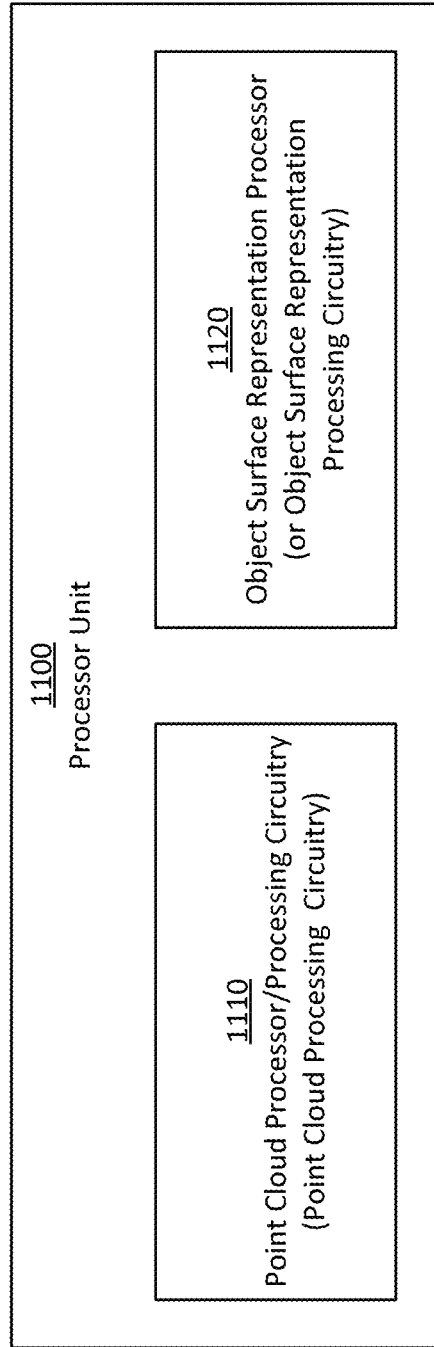 1100
Processor Unit
1110
Point Cloud Processor/Processing Circuitry
(Point Cloud Processing Circuitry)
1120
Object Surface Representation Processor
(or Object Surface Representation
Processing Circuitry)